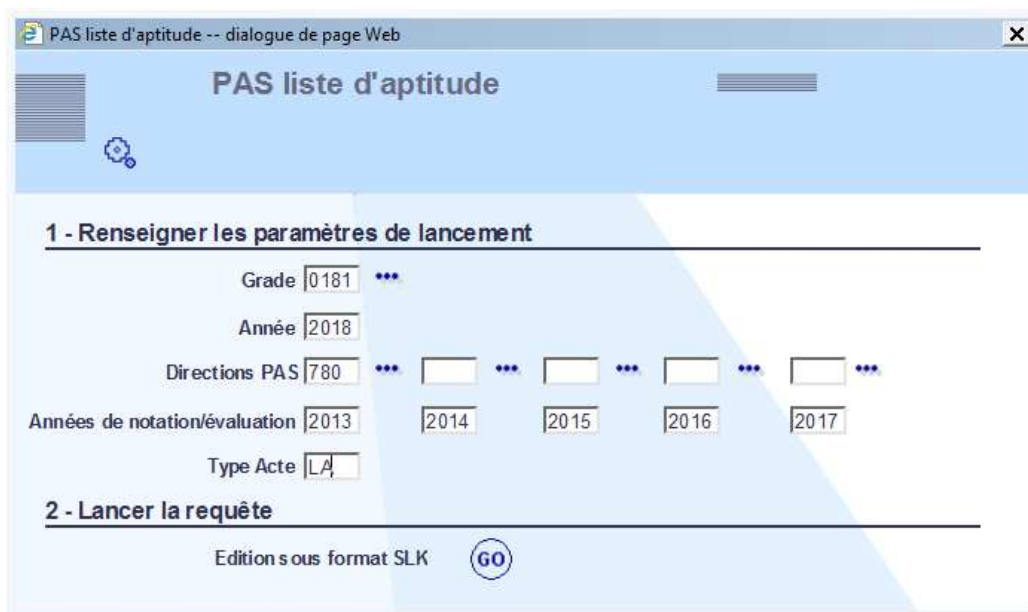 PAS liste d'aptitude -- dialogue de page Web
PAS liste d'aptitude
1 - Renseigner les paramètres de lancement
Grade 0181 •••
Année 2018
Directions PAS 780 ••• ••• ••• ••• •••
Années de notation/évaluation 2013 2014 2015 2016 2017
Type Acte LA
2 - Lancer la requête
Edition sous format SLK GO